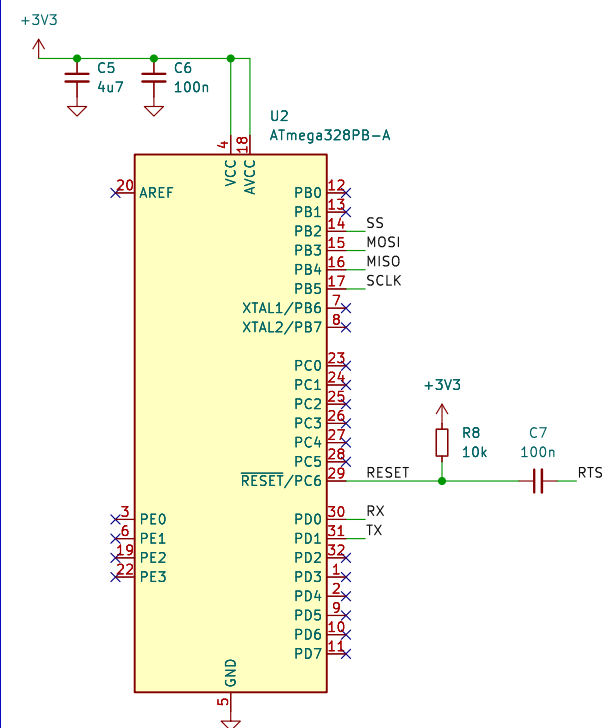 +3V3
C5
4u7
C6
100n
U2
ATmega328PB-A
4
18
VCC
AVCC
20 AREF
PB0 12
PB1 13
PB2 14 SS
PB3 15 MOSI
PB4 16 MISO
PB5 17 SCLK
XTAL1/PB6 7
XTAL2/PB7 8
PC0 23
PC1 24
PC2 25
PC3 26
PC4 27
PC5 28
RESET/PC6 29 RESET
+3V3
R8
10k
C7
100n
RTS
3 PE0
6 PE1
19 PE2
22 PE3
PD0 30 RX
PD1 31 TX
PD2 32
PD3 1
PD4 2
PD5 9
PD6 10
PD7 11
GND
5